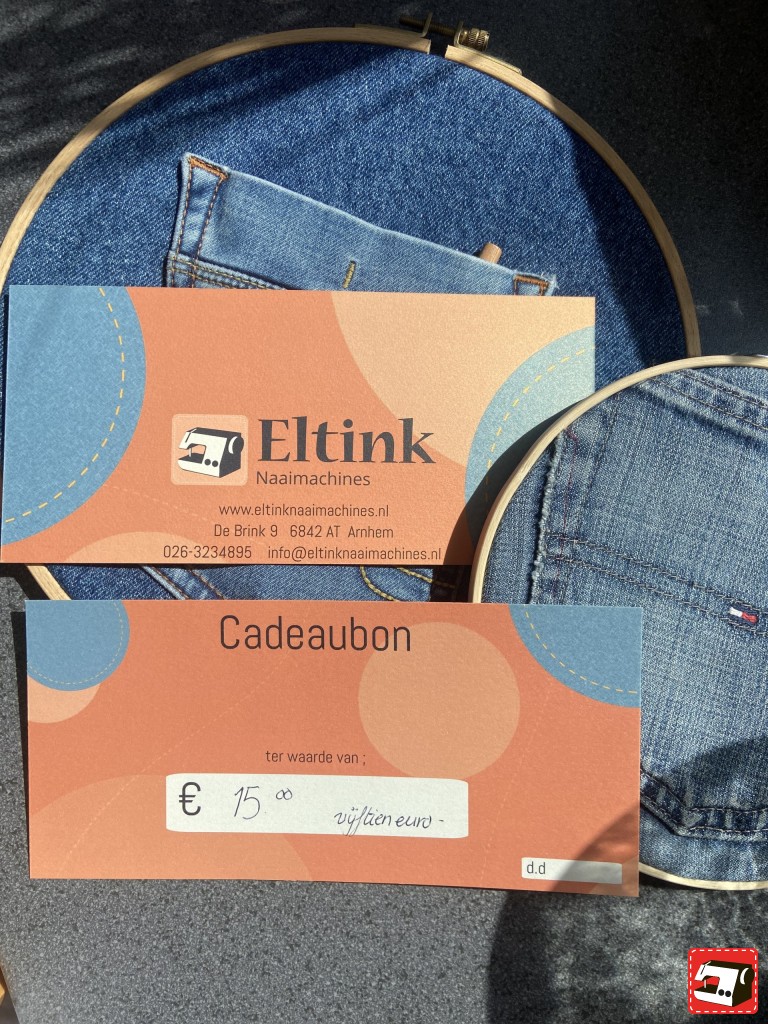 Eltink
Naaimachines
www.eltinknaaimachines.nl
De Brink 9 6842 AT Arnhem
026-3234895 info@eltinknaaimachines.nl
Cadeaubon
ter waarde van ;
€ 15.00 vijftien euro -
d.d